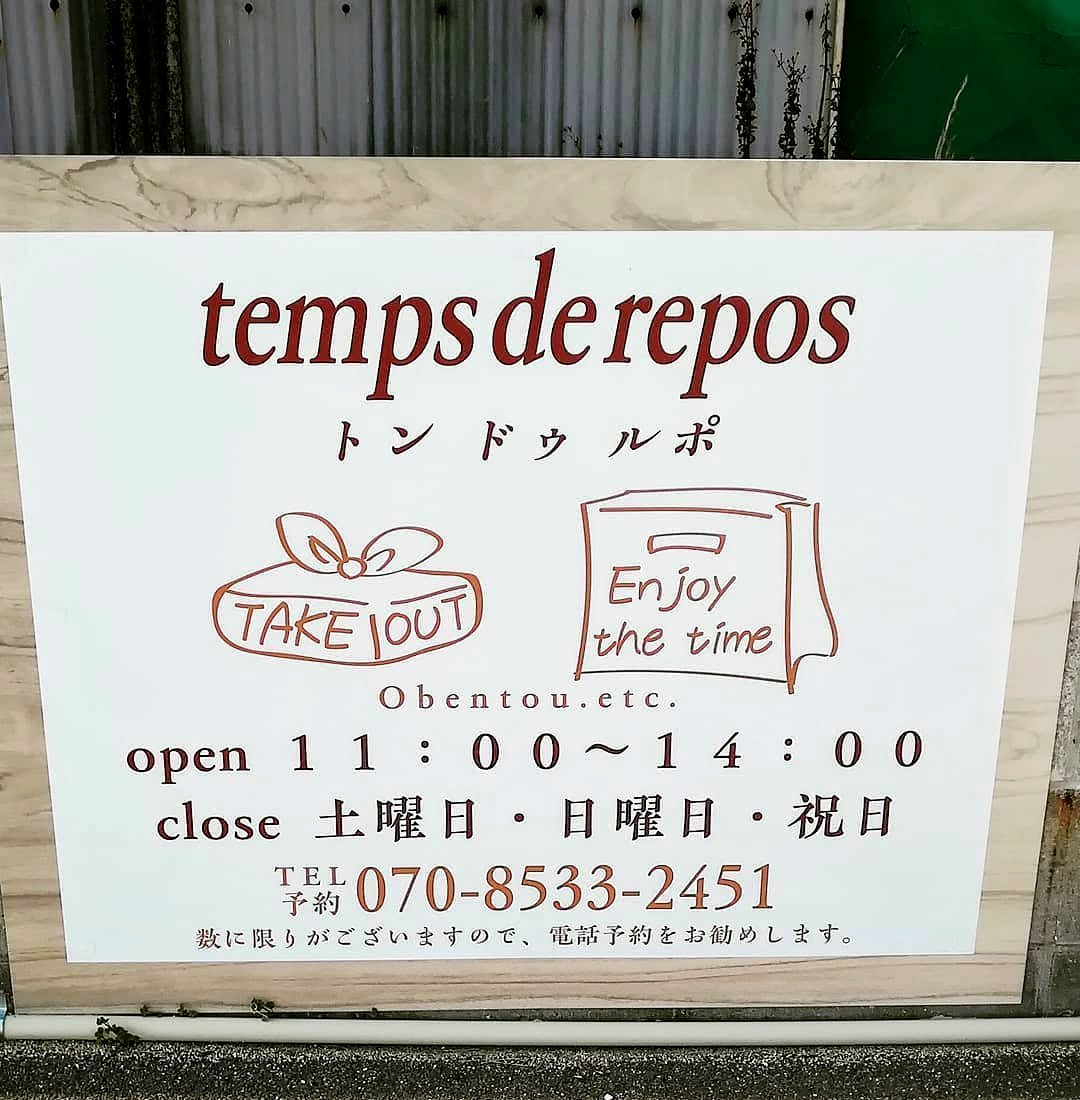 temps de repos
トン ドゥ ルポ
TAKE OUT
Enjoy
the time
Obentou.etc.
open 11：00～14：00
close 土曜日・日曜日・祝日
TEL
予約 070-8533-2451
数に限りがございますので、電話予約をお勧めします。